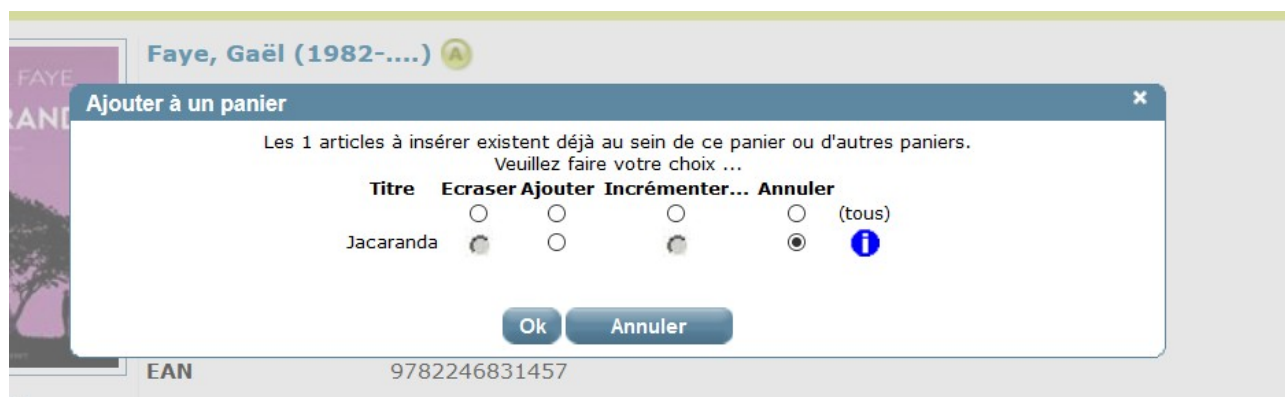 Faye, Gaël (1982-....) A
FAYE
Ajouter à un panier
Les 1 articles à insérer existent déjà au sein de ce panier ou d'autres paniers.
Veuillez faire votre choix ...
Titre Ecraser Ajouter Incrémenter... Annuler
(tous)
Jacaranda i
Ok Annuler
EAN 9782246831457